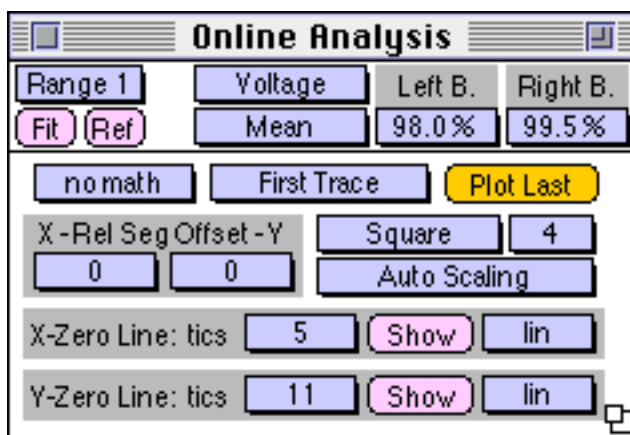 Online Analysis
Range 1 Voltage Left B. Right B.
Fit Ref Mean 98.0% 99.5%
no math First Trace Plot Last
X - Rel Seg Offset - Y Square 4
0 0 Auto Scaling
X-Zero Line: tics 5 Show lin
Y-Zero Line: tics 11 Show lin